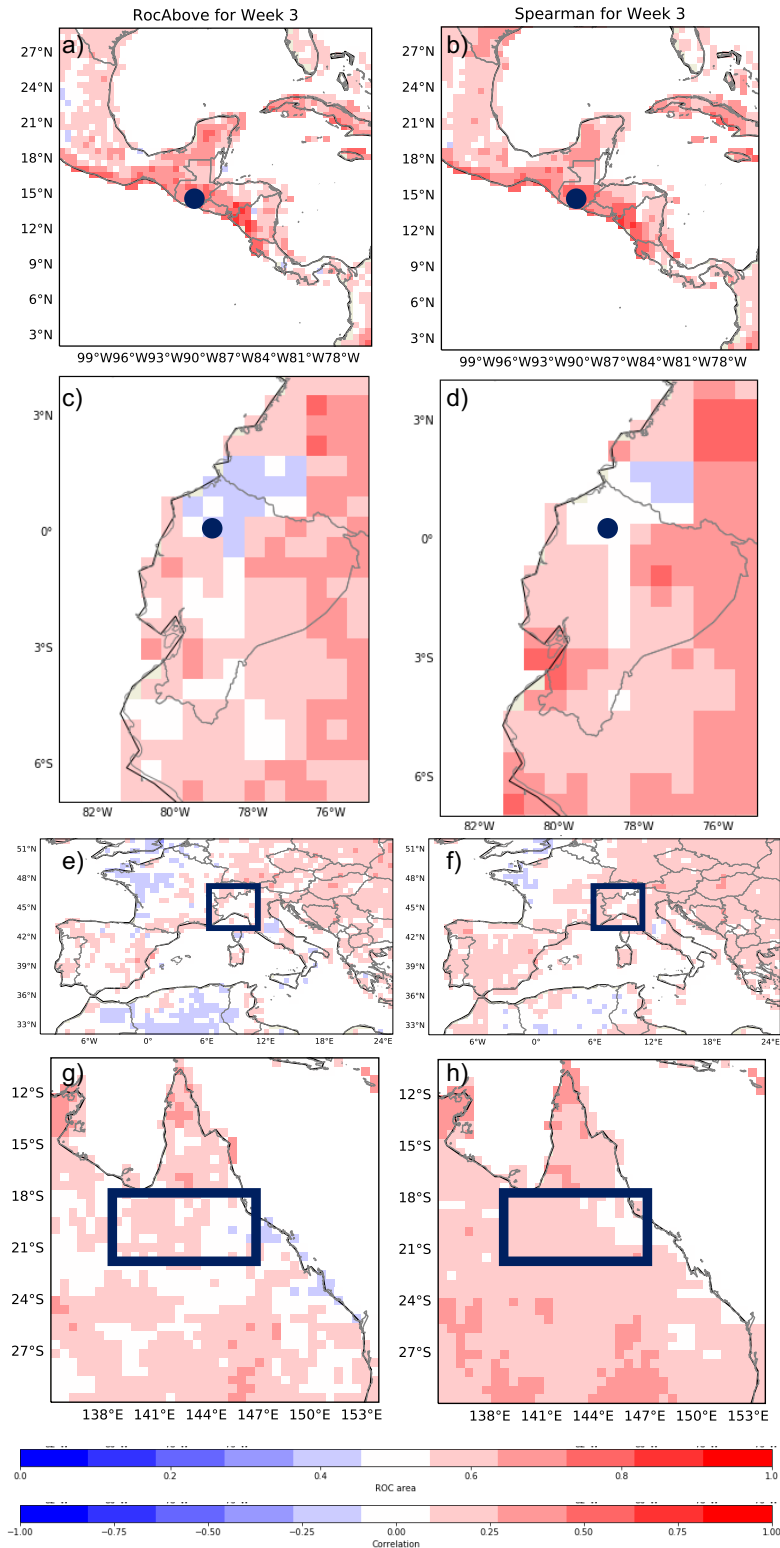 RocAbove for Week 3
Spearman for Week 3
a)
27°N
24°N
21°N
18°N
15°N
12°N
9°N
6°N
3°N
99°W96°W93°W90°W87°W84°W81°W78°W
b)
27°N
24°N
21°N
18°N
15°N
12°N
9°N
6°N
3°N
99°W96°W93°W90°W87°W84°W81°W78°W
c)
3°N
0°
3°S
6°S
82°W 80°W 78°W 76°W
d)
3°N
0°
3°S
6°S
82°W 80°W 78°W 76°W
e)
51°N
48°N
45°N
42°N
39°N
36°N
33°N
6°W 0° 6°E 12°E 18°E 24°E
f)
51°N
48°N
45°N
42°N
39°N
36°N
33°N
6°W 0° 6°E 12°E 18°E 24°E
g)
12°S
15°S
18°S
21°S
24°S
27°S
138°E 141°E 144°E 147°E 150°E 153°E
h)
12°S
15°S
18°S
21°S
24°S
27°S
138°E 141°E 144°E 147°E 150°E 153°E
0.0 0.2 0.4 0.6 0.8 1.0
ROC area
−1.00 −0.75 −0.50 −0.25 0.00 0.25 0.50 0.75 1.00
Correlation